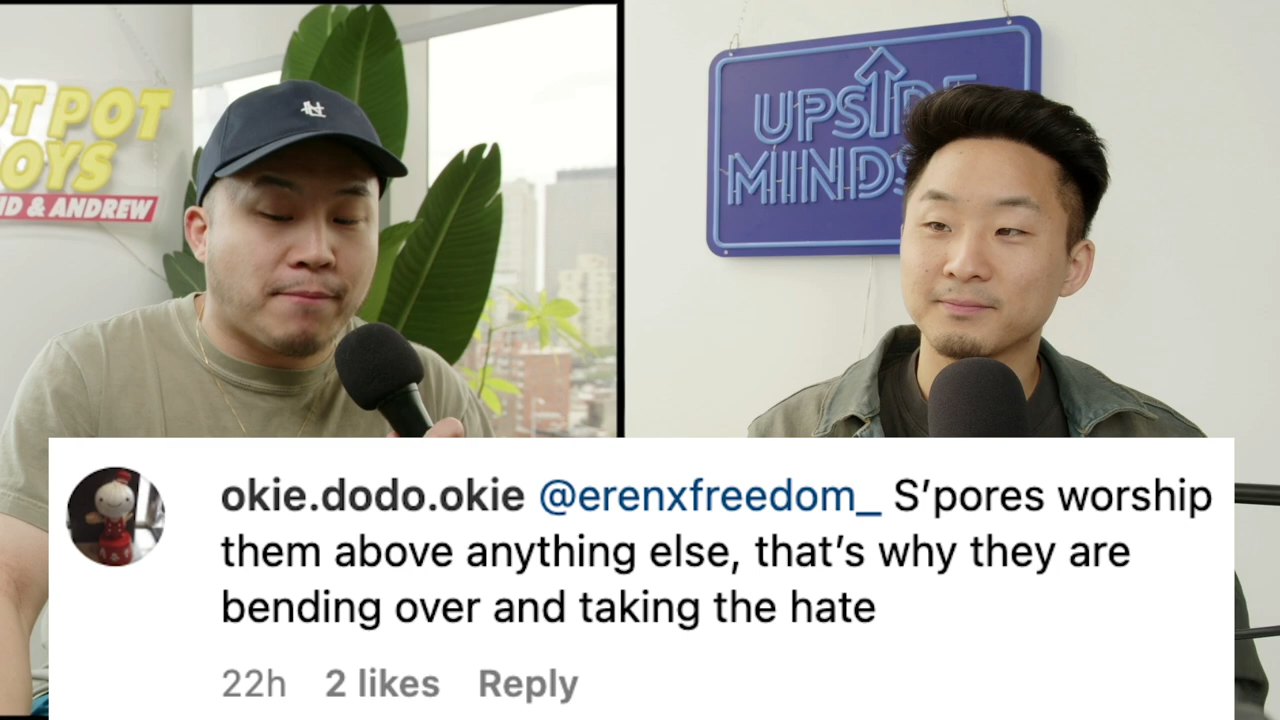 OT POT
OYS
ID & ANDREW
UPSIDE
MINDS
okie.dodo.okie @erenxfreedom_ S'pores worship
them above anything else, that's why they are
bending over and taking the hate
22h 2 likes Reply